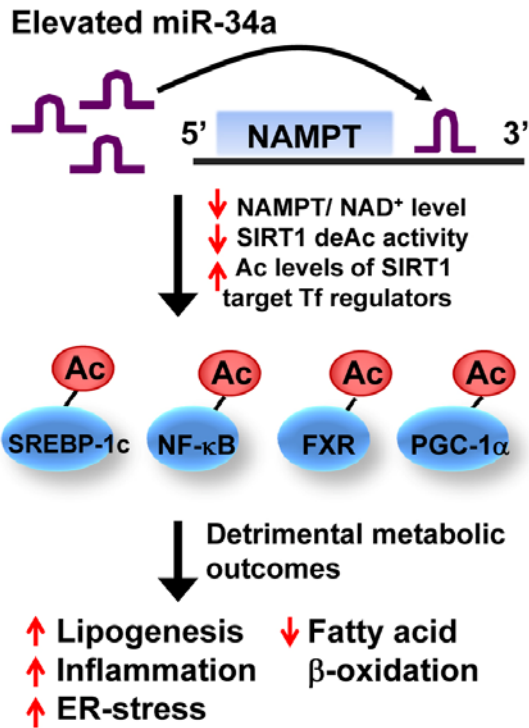 Elevated miR-34a
5’ NAMPT 3’
↓ NAMPT/ NAD⁺ level
↓ SIRT1 deAc activity
↑ Ac levels of SIRT1
target Tf regulators
Ac Ac Ac Ac
SREBP-1c NF-κB FXR PGC-1α
Detrimental metabolic
outcomes
↑ Lipogenesis ↓ Fatty acid
↑ Inflammation β-oxidation
↑ ER-stress